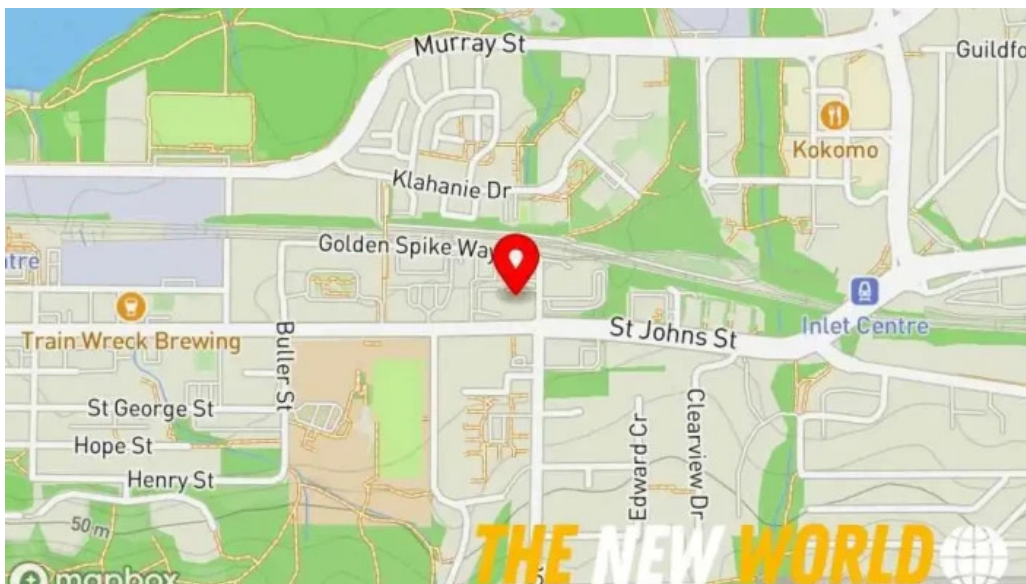 Murray St
Guildfo
Kokomo
Klahanie Dr
Golden Spike Way
ntre
Inlet Centre
Train Wreck Brewing
St Johns St
Buller St
St George St
Hope St
Henry St
Edward Cr
Clearview Dr
50 m
THE NEW WORLD
mapbox